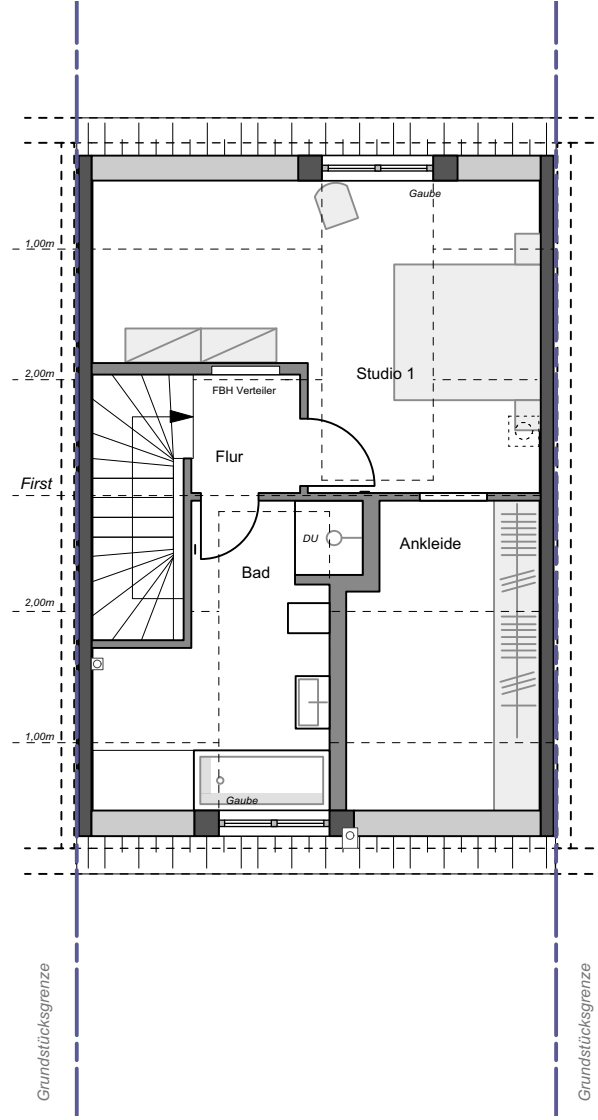 Gaube
1,00m
2,00m
Studio 1
FBH Verteiler
Flur
First
DU
Ankleide
Bad
2,00m
1,00m
Gaube
Grundstücksgrenze
Grundstücksgrenze